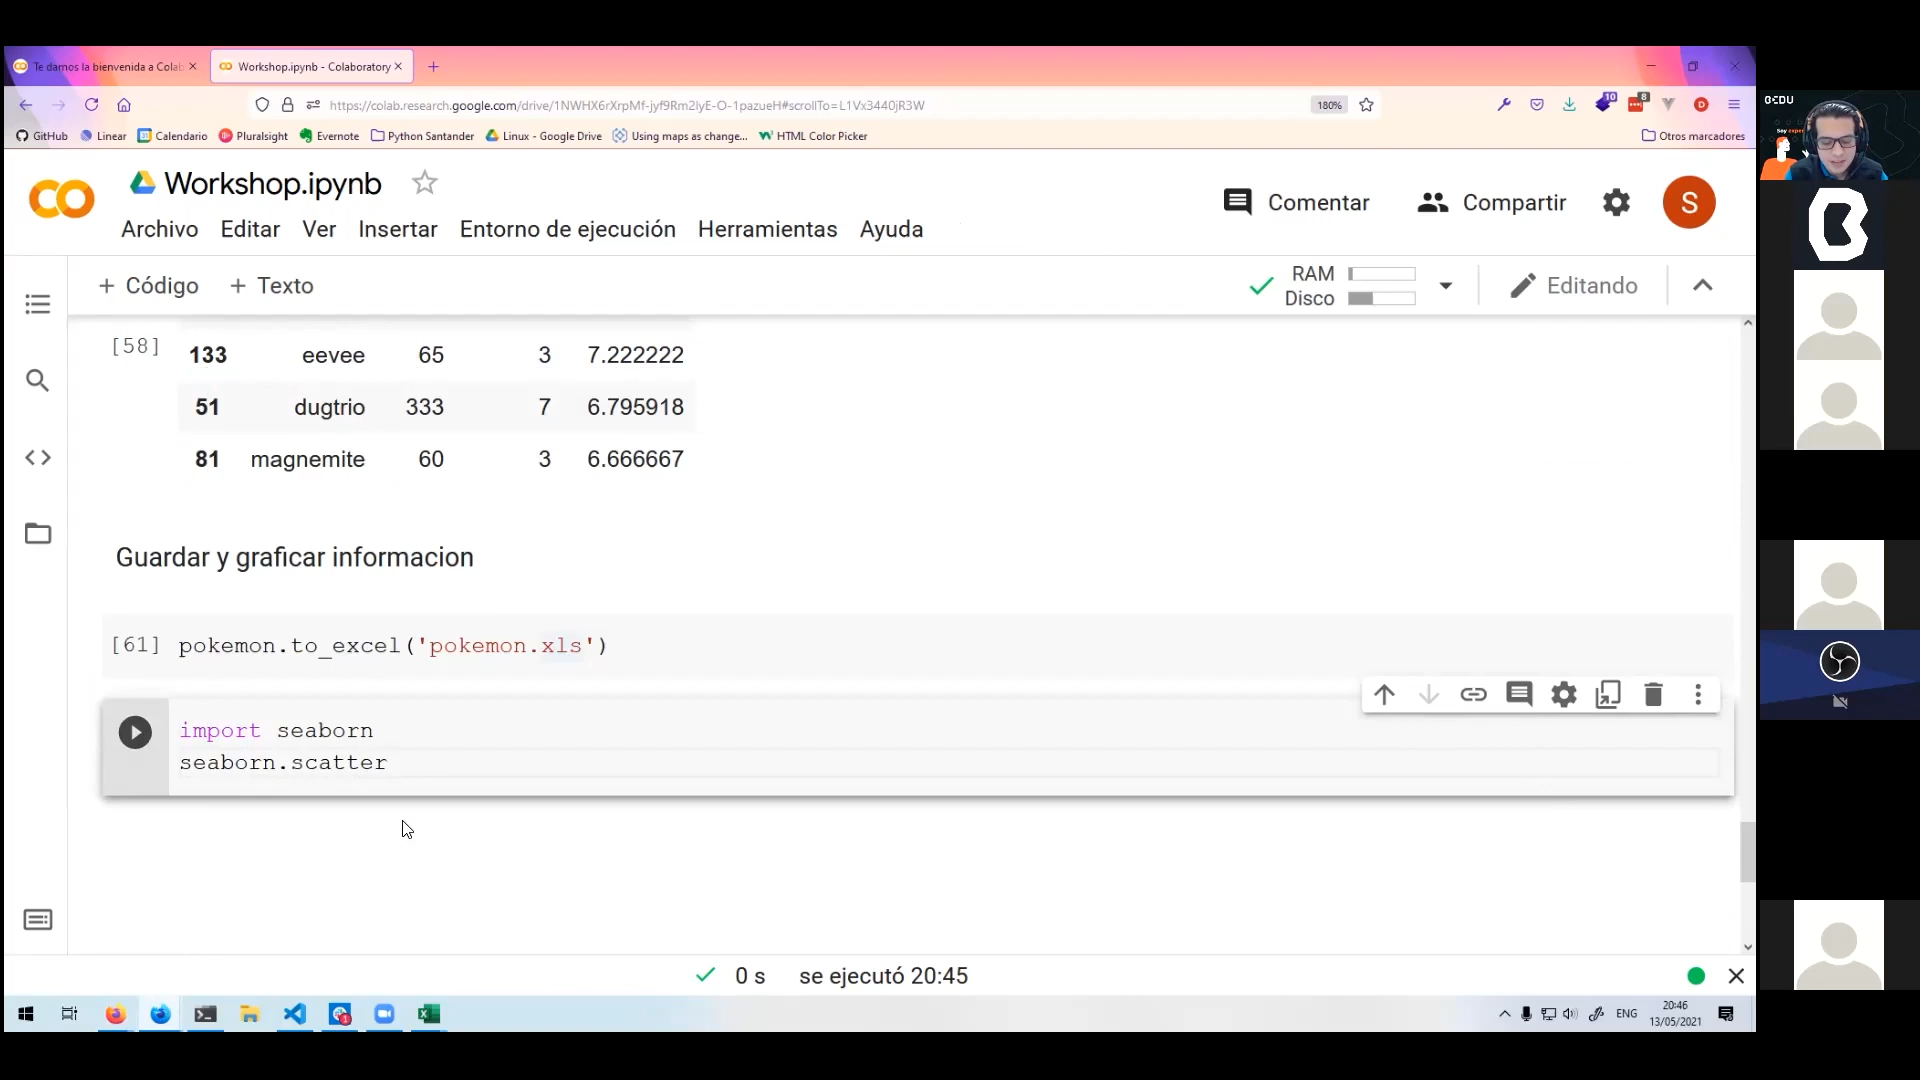 Te damos la bienvenida a Colab
Workshop.ipynb - Colaboratory
https://colab.research.google.com/drive/1NWHX6rXrpMf-jyf9Rm2IyE-O-1pazueH#scrollTo=L1Vx3440jR3W
180%
10
8
D
GitHub
Linear
Calendario
Pluralsight
Evernote
Python Santander
Linux - Google Drive
Using maps as change...
HTML Color Picker
Otros marcadores
BEDU
Workshop.ipynb
Comentar
Compartir
S
Archivo Editar Ver Insertar Entorno de ejecución Herramientas Ayuda
+ Código + Texto
RAM
Disco
Editando
[58] 133 eevee 65 3 7.222222
51 dugtrio 333 7 6.795918
81 magnemite 60 3 6.666667
Guardar y graficar informacion
[61] pokemon.to_excel('pokemon.xls')
import seaborn
seaborn.scatter
0 s se ejecutó 20:45
ENG
20:46
13/05/2021